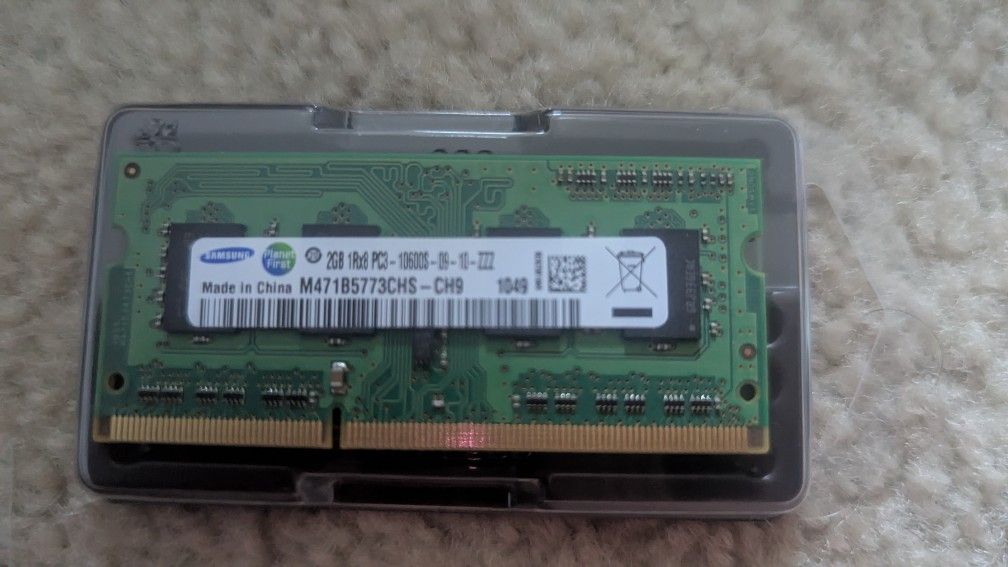 SAMSUNG
Planet First
2GB 1Rx8 PC3-10600S-09-10-ZZZ
Made in China M471B5773CHS-CH9 1049